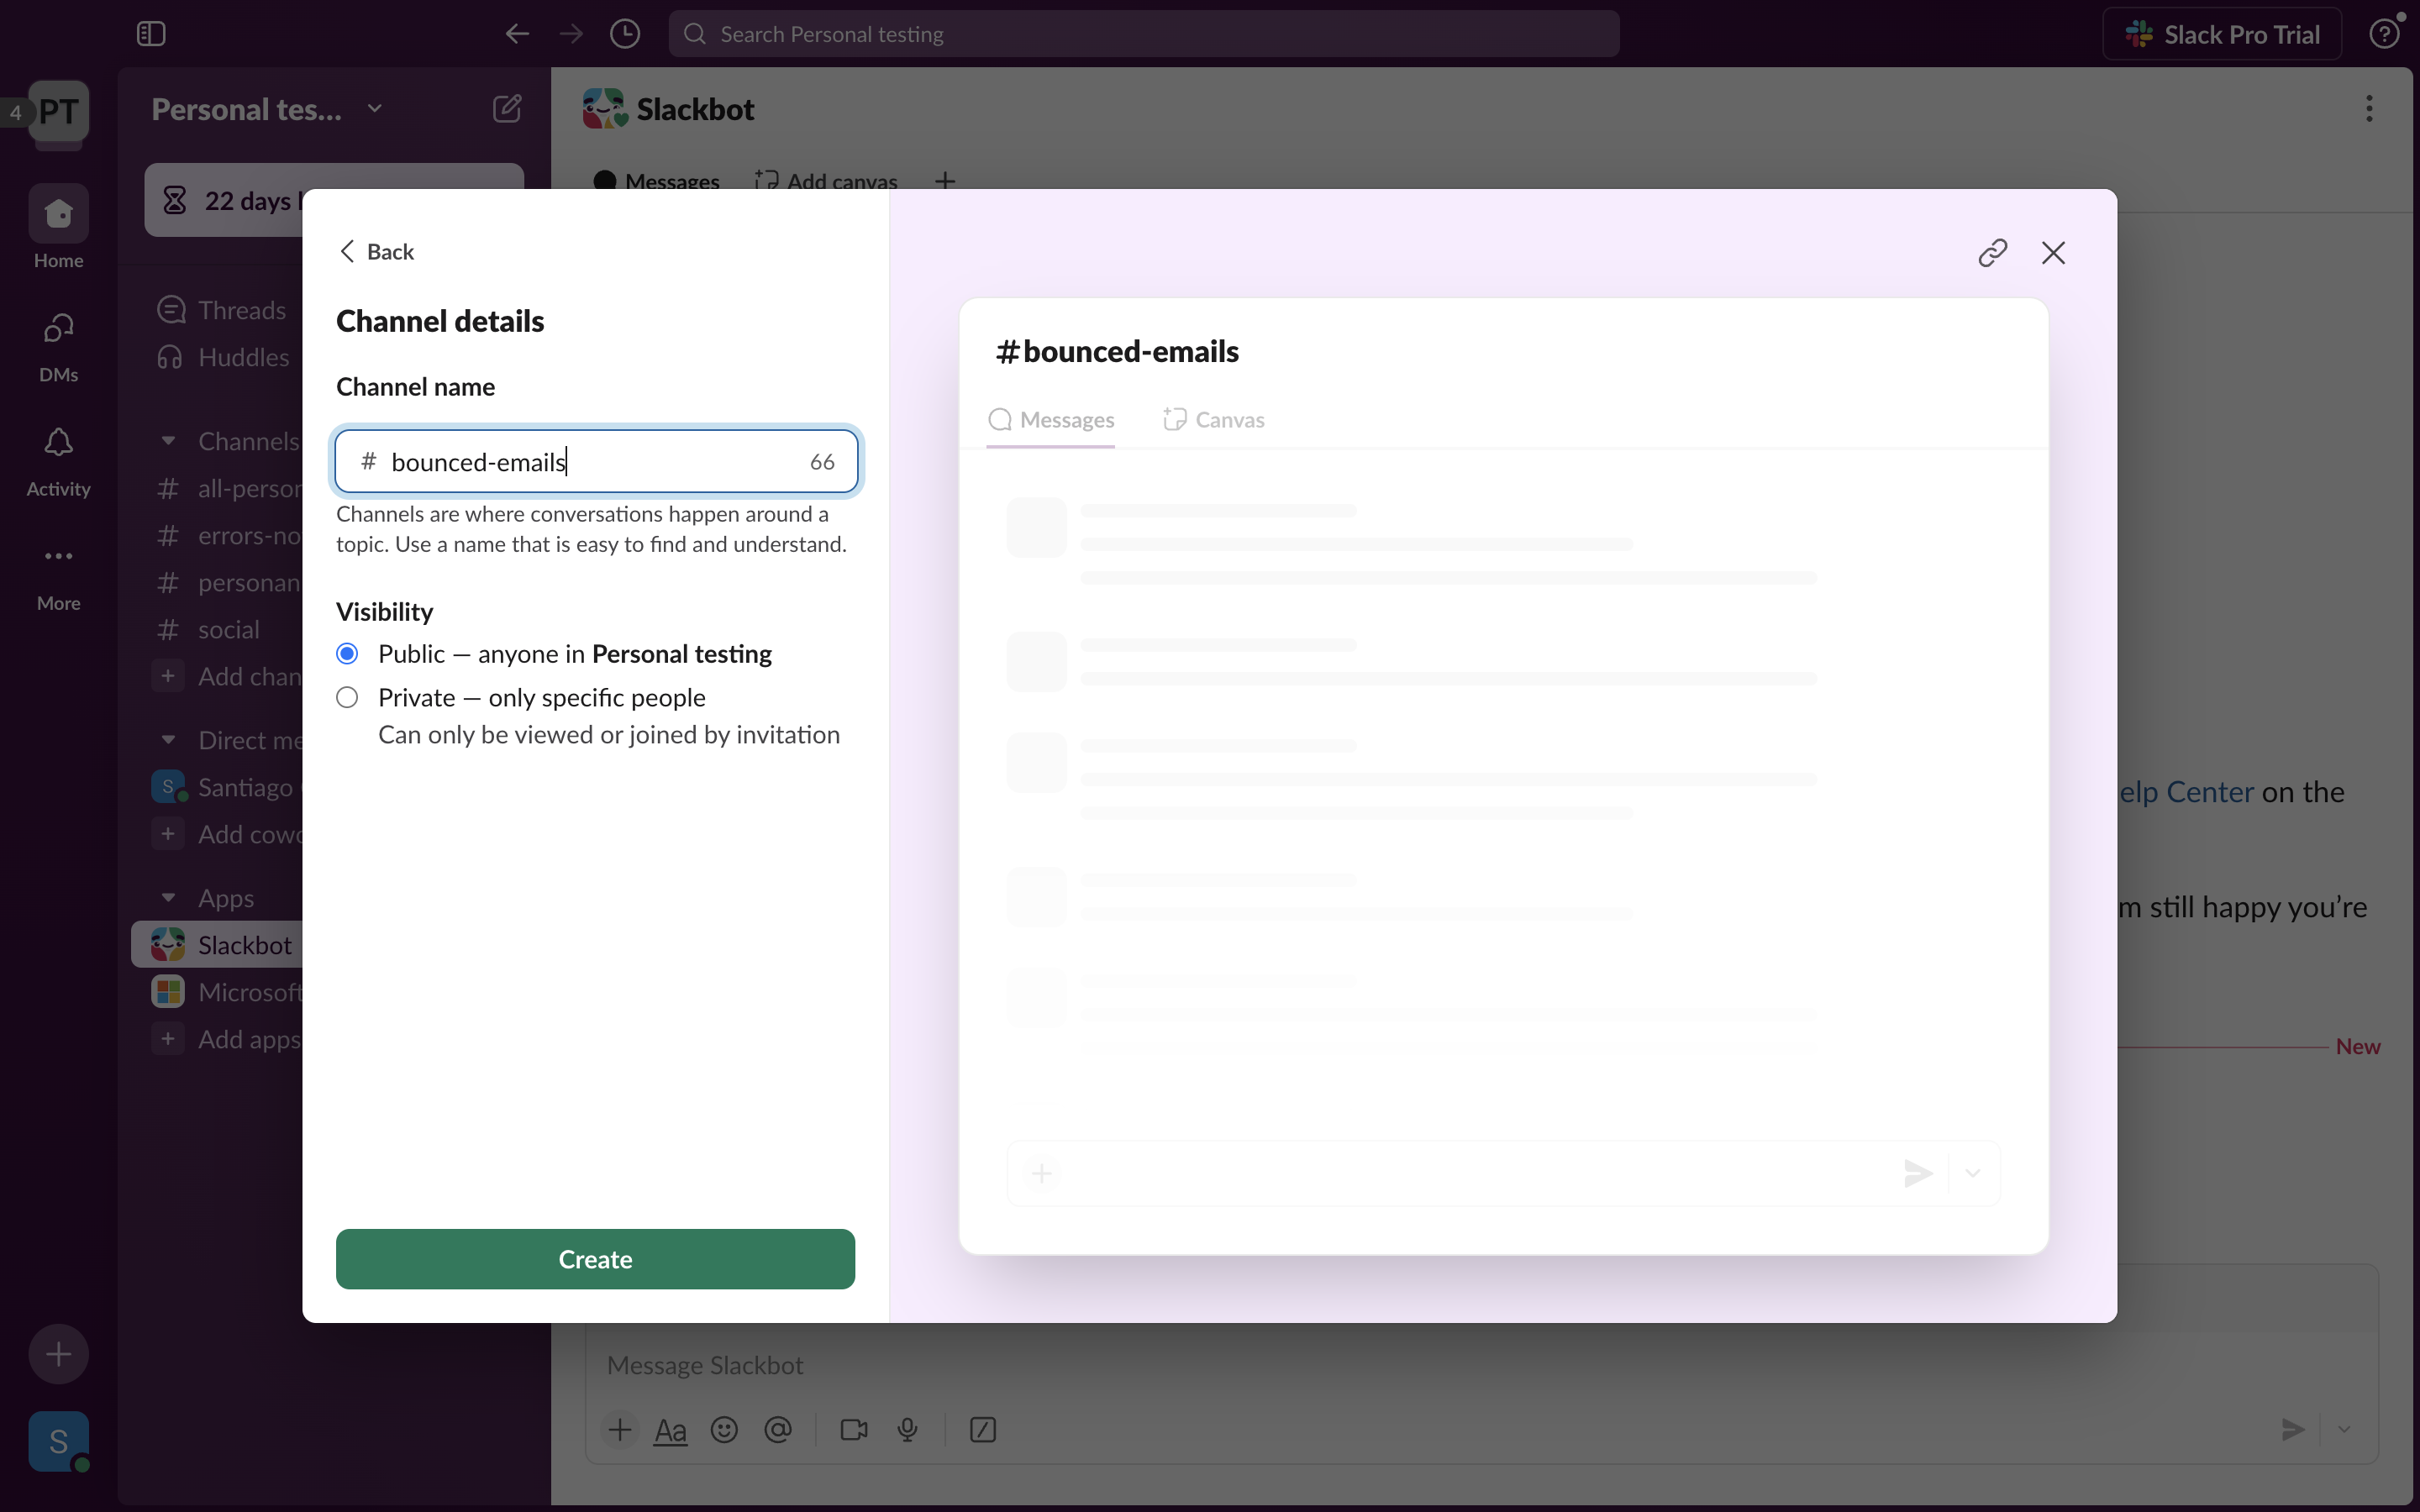 Search Personal testing
Slack Pro Trial
4
PT
Home
DMs
Activity
More
S
Personal tes...
22 days
Threads
Huddles
Channels
# all-person
# errors-no
# personan
# social
Add chan
Direct me
S Santiago
Add cowo
Apps
Slackbot
Microsoft
Add apps
Slackbot
Messages
Add canvas
Back
Channel details
Channel name
# bounced-emails 66
Channels are where conversations happen around a
topic. Use a name that is easy to find and understand.
Visibility
Public — anyone in Personal testing
Private — only specific people
Can only be viewed or joined by invitation
Create
#bounced-emails
Messages
Canvas
elp Center on the
m still happy you’re
New
Message Slackbot
Aa